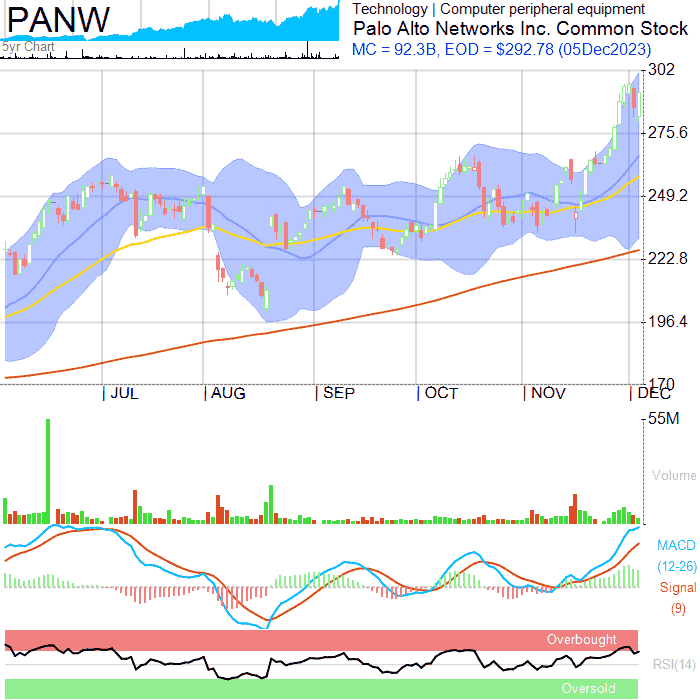 PANW
5yr Chart
Technology | Computer peripheral equipment
Palo Alto Networks Inc. Common Stock
MC = 92.3B, EOD = $292.78 (05Dec2023)
302
275.6
249.2
222.8
196.4
170
JUL AUG SEP OCT NOV DEC
55M
Volume
MACD
(12-26)
Signal
(9)
Overbought
RSI(14)
Oversold